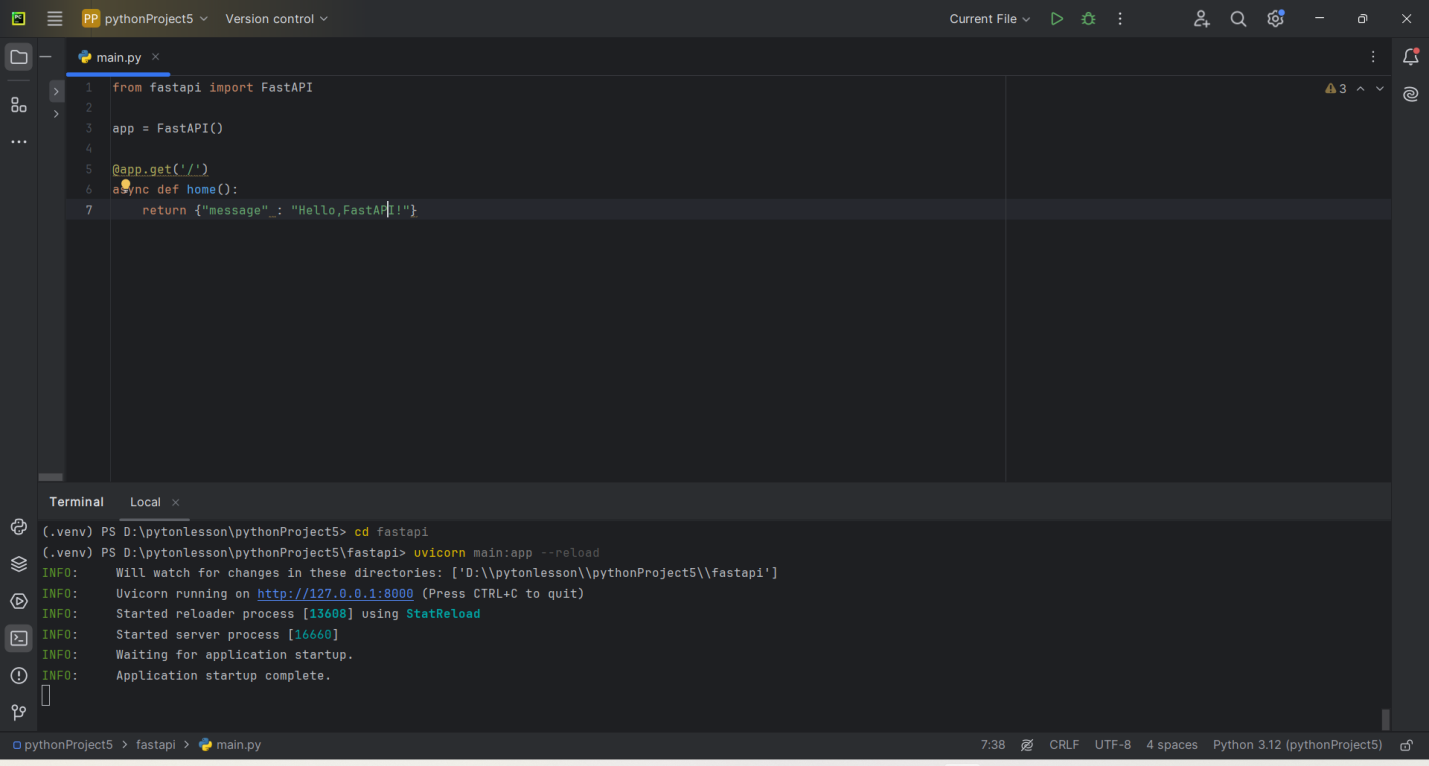 PC
PP pythonProject5 Version control Current File
main.py
1 from fastapi import FastAPI
2
3 app = FastAPI()
4
5 @app.get('/')
6 async def home():
7 return {"message" : "Hello,FastAPI!"}
3
Terminal Local
(.venv) PS D:\pytonlesson\pythonProject5> cd fastapi
(.venv) PS D:\pytonlesson\pythonProject5\fastapi> uvicorn main:app --reload
INFO: Will watch for changes in these directories: ['D:\\pytonlesson\\pythonProject5\\fastapi']
INFO: Uvicorn running on http://127.0.0.1:8000 (Press CTRL+C to quit)
INFO: Started reloader process [13608] using StatReload
INFO: Started server process [16660]
INFO: Waiting for application startup.
INFO: Application startup complete.
pythonProject5 > fastapi > main.py 7:38 CRLF UTF-8 4 spaces Python 3.12 (pythonProject5)